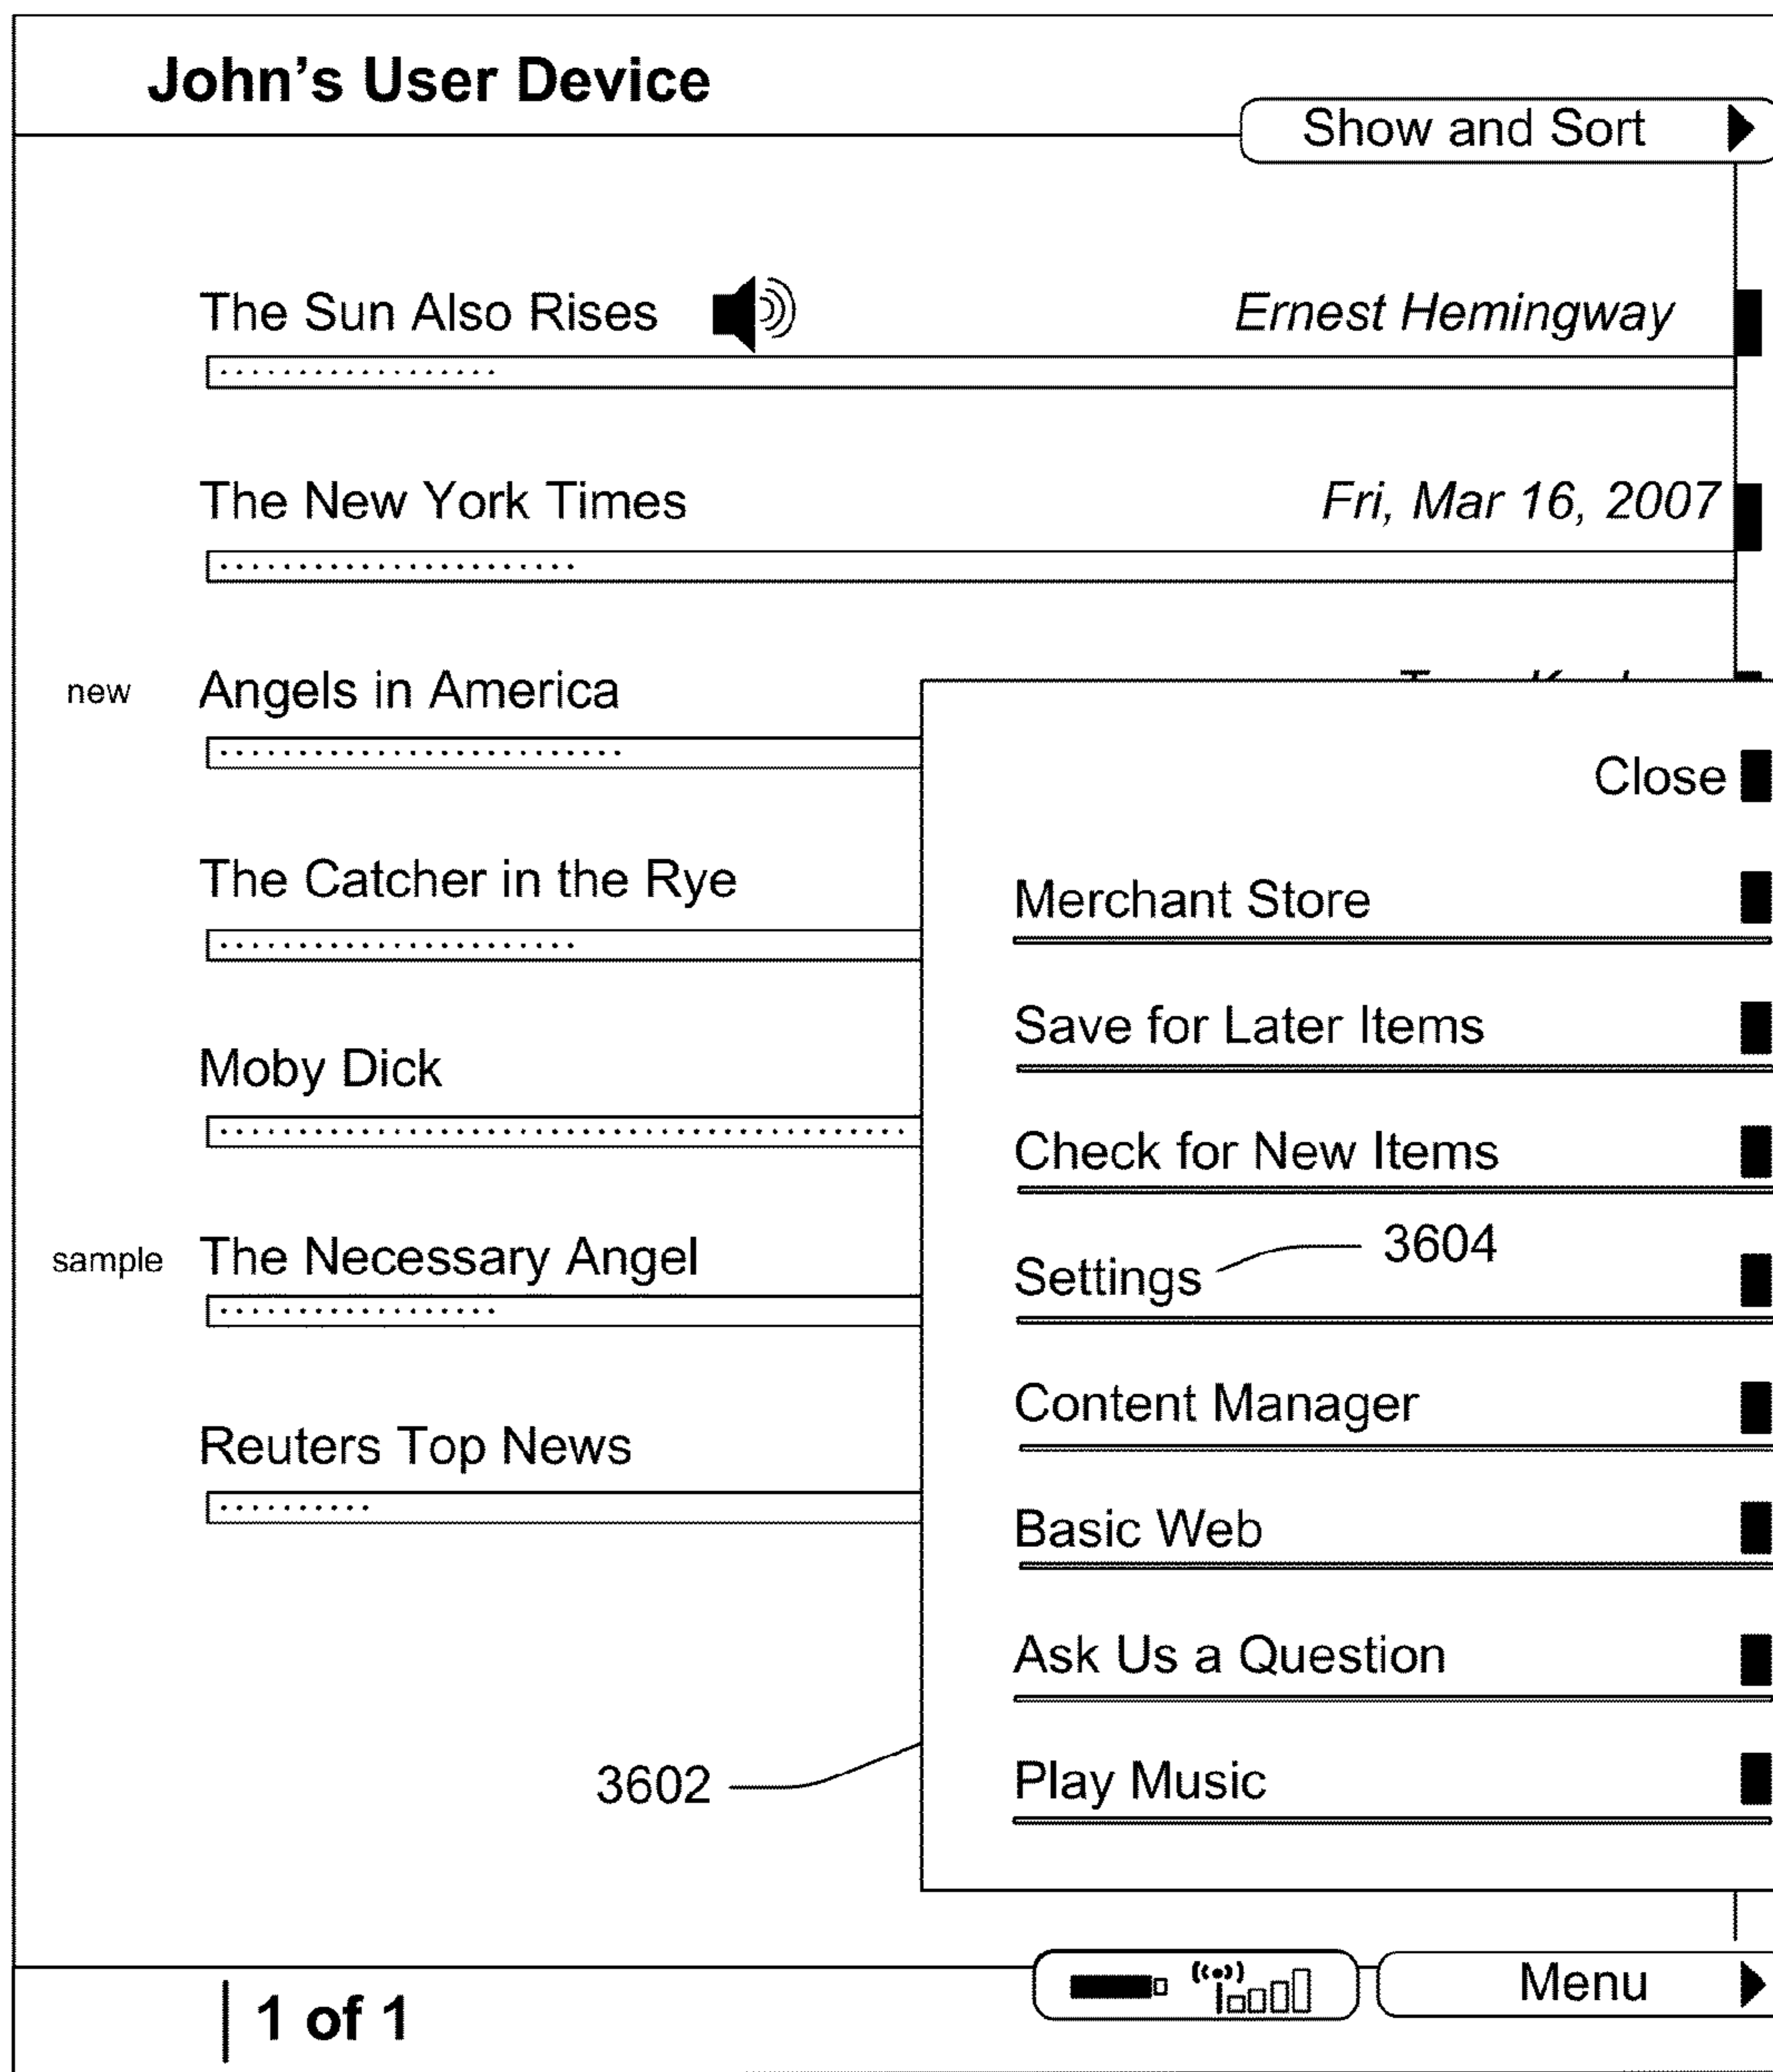 John's User Device
Show and Sort
The Sun Also Rises Ernest Hemingway
The New York Times Fri, Mar 16, 2007
new Angels in America
Close
The Catcher in the Rye
Merchant Store
Save for Later Items
Moby Dick
Check for New Items
3604
sample The Necessary Angel
Settings
Content Manager
Reuters Top News
Basic Web
Ask Us a Question
3602
Play Music
Menu
1 of 1